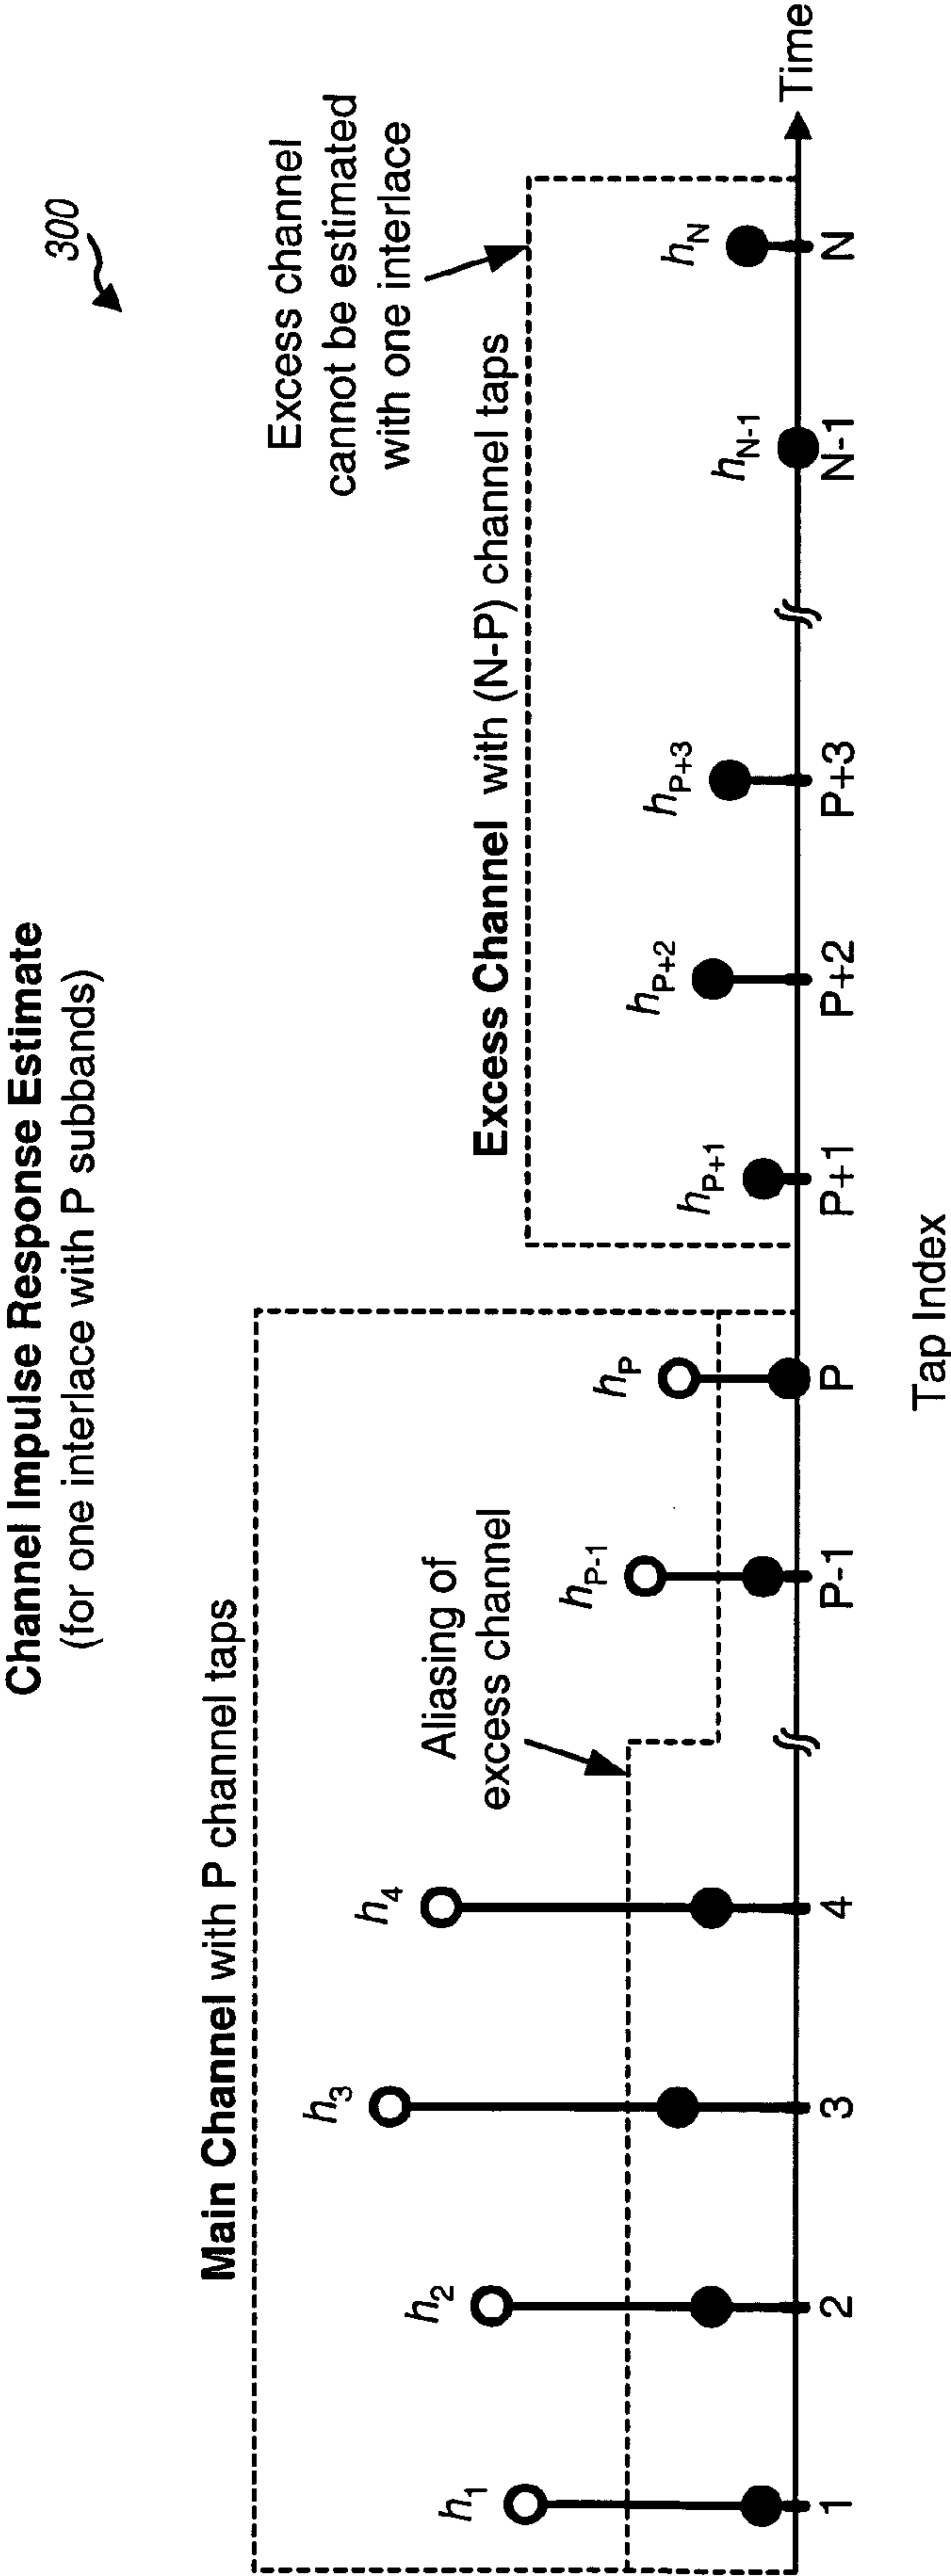 300
Channel Impulse Response Estimate
(for one interlace with P subbands)
Main Channel with P channel taps
Excess channel
cannot be estimated
with one interlace
Excess Channel with (N-P) channel taps
Aliasing of
excess channel
h1
h2
h3
h4
hP-1
hP
hP+1
hP+2
hP+3
hN-1
hN
1
2
3
4
P-1
P
P+1
P+2
P+3
N-1
N
Time
Tap Index